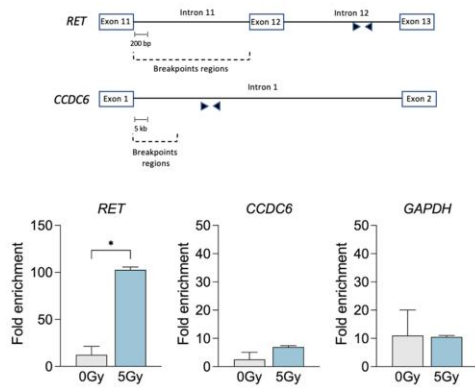 Intron 11
Intron 12
RET
Exon 11
Exon 12
Exon 13
200 bp
Breakpoints regions
Intron 1
CCDC6
Exon 1
Exon 2
5 kb
Breakpoints
regions
RET
CCDC6
GAPDH
Fold enrichment
150
100
50
0
*
0Gy 5Gy
Fold enrichment
50
40
30
20
10
0
0Gy 5Gy
Fold enrichment
50
40
30
20
10
0
0Gy 5Gy